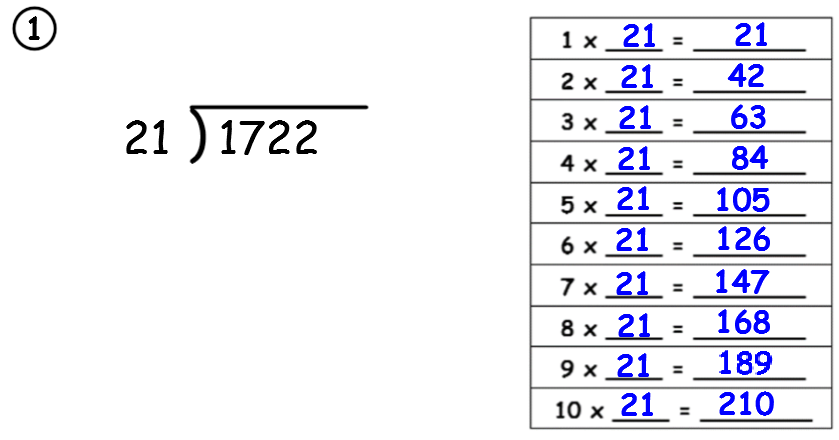 1
21 ) 1722
1 x 21 = 21
2 x 21 = 42
3 x 21 = 63
4 x 21 = 84
5 x 21 = 105
6 x 21 = 126
7 x 21 = 147
8 x 21 = 168
9 x 21 = 189
10 x 21 = 210